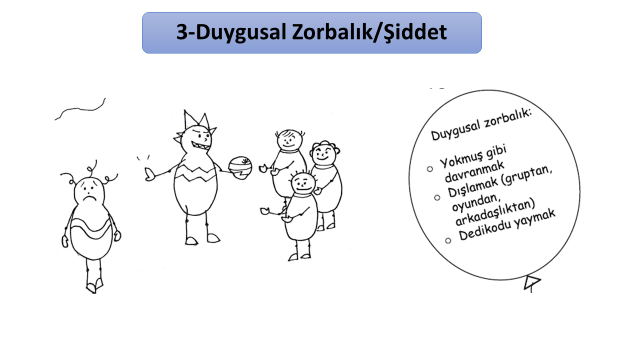 3-Duygusal Zorbalık/Şiddet
Duygusal zorbalık:
Yokmuş gibi
davranmak
Dışlamak (gruptan,
oyundan,
arkadaşlıktan)
Dedikodu yaymak